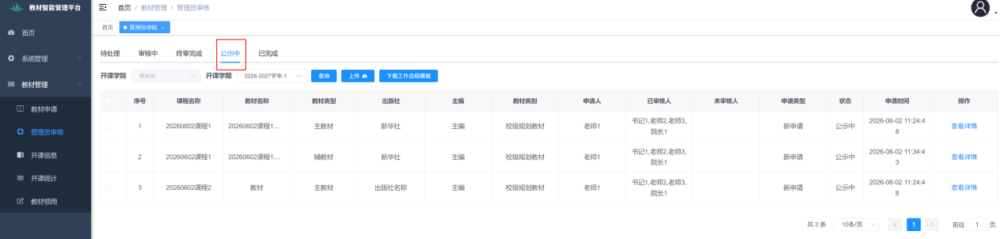 教材智能管理平台
首页 / 教材管理 / 管理员审核
首页
管理员审核 ×
首页
系统管理
教材管理
教材申请
管理员审核
开课信息
开课统计
教材领用
待处理 审核中 终审完成 公示中 已完成
开课学院 教务处 开课学期 2026-2027学年-1 查询 上传 下载工作总结模板
序号 课程名称 教材名称 教材类型 出版社 主编 教材类别 申请人 已审核人 未审核人 申请类型 状态 申请时间 操作
1 20260602课程1 20260602课程1... 主教材 新华社 主编 校级规划教材 老师1 书记1,老师2,老师3,院长1 新申请 公示中 2026-06-02 11:24:48 查看详情
2 20260602课程1 20260602课程1... 辅教材 新华社 主编 校级规划教材 老师1 书记1,老师2,老师3,院长1 新申请 公示中 2026-06-02 11:34:43 查看详情
3 20260602课程2 教材 主教材 出版社名称 主编 校级规划教材 老师1 书记1,老师2,老师3,院长1 新申请 公示中 2026-06-02 11:24:48 查看详情
共 3 条 10条/页 < 1 > 前往 1 页